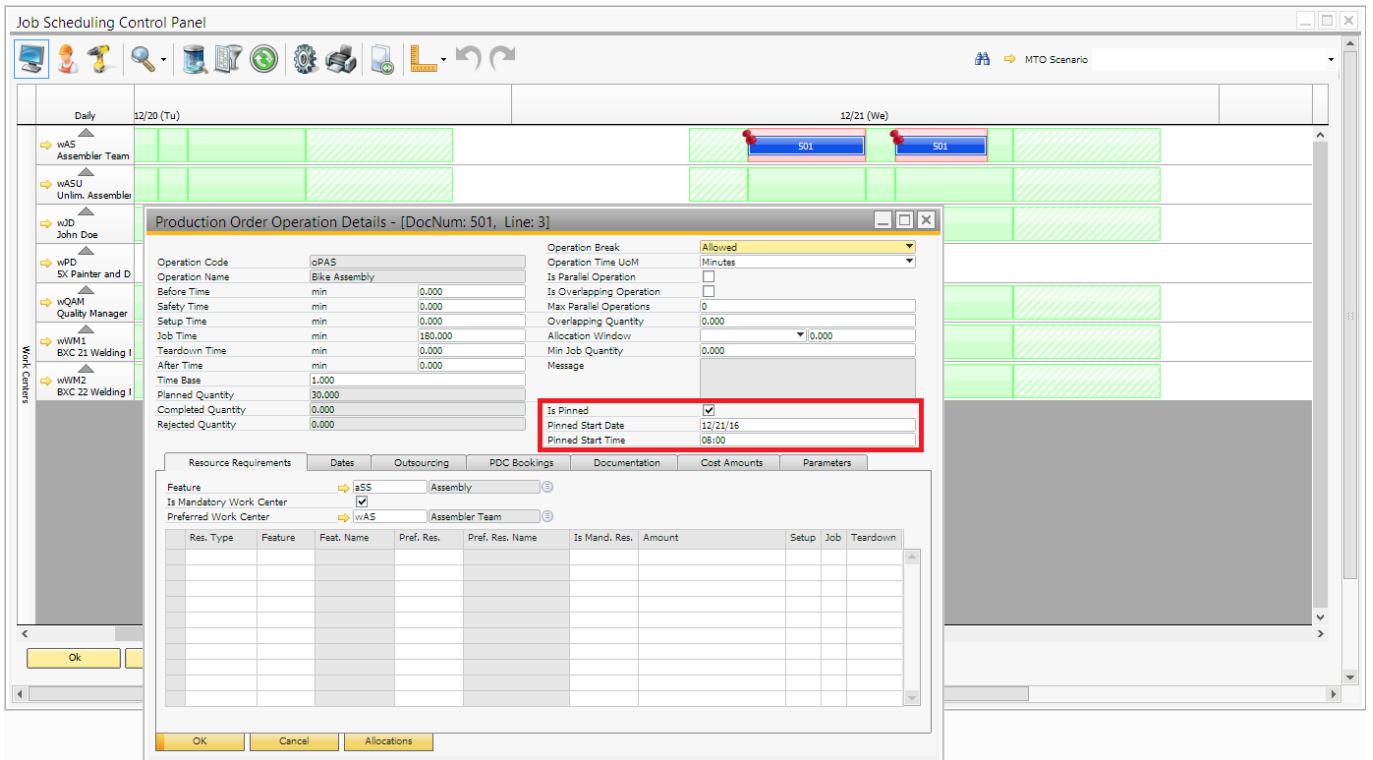 Job Scheduling Control Panel
MTO Scenario
Daily
12/20 (Tu)
12/21 (We)
Work Centers
wAS
Assembler Team
501
501
wASU
Unlim. Assembler
wJD
John Doe
wPD
5X Painter and D
wQAM
Quality Manager
wWM1
BXC 21 Welding
wWM2
BXC 22 Welding
Ok
Production Order Operation Details - [DocNum: 501, Line: 3]
Operation Code oPAS
Operation Name Bike Assembly
Before Time min 0.000
Safety Time min 0.000
Setup Time min 0.000
Job Time min 180.000
Teardown Time min 0.000
After Time min 0.000
Time Base 1.000
Planned Quantity 30.000
Completed Quantity 0.000
Rejected Quantity 0.000
Operation Break Allowed
Operation Time UoM Minutes
Is Parallel Operation
Is Overlapping Operation
Max Parallel Operations 0
Overlapping Quantity 0.000
Allocation Window 0.000
Min Job Quantity 0.000
Message
Is Pinned
Pinned Start Date 12/21/16
Pinned Start Time 08:00
Resource Requirements Dates Outsourcing PDC Bookings Documentation Cost Amounts Parameters
Feature aSS Assembly
Is Mandatory Work Center
Preferred Work Center wAS Assembler Team
Res. Type Feature Feat. Name Pref. Res. Pref. Res. Name Is Mand. Res. Amount Setup Job Teardown
OK Cancel Allocations